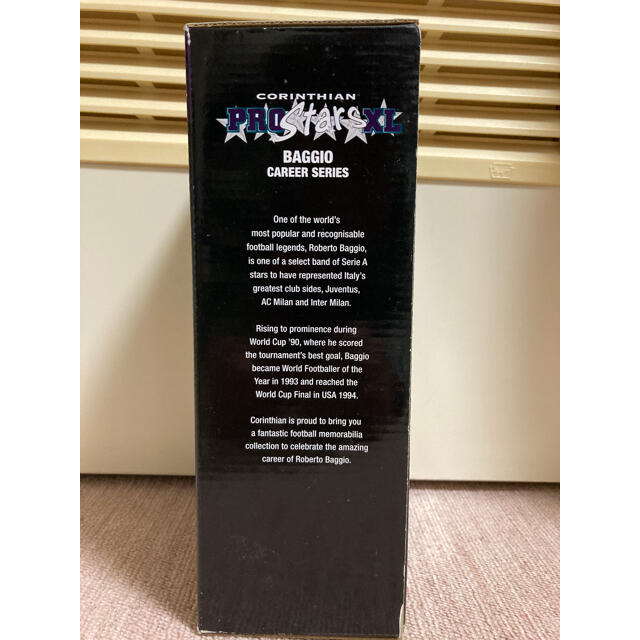 CORINTHIAN
PRO Stars XL
BAGGIO
CAREER SERIES
One of the world's
most popular and recognisable
football legends, Roberto Baggio,
is one of a select band of Serie A
stars to have represented Italy's
greatest club sides, Juventus,
AC Milan and Inter Milan.
Rising to prominence during
World Cup '90, where he scored
the tournament's best goal, Baggio
became World Footballer of the
Year in 1993 and reached the
World Cup Final in USA 1994.
Corinthian is proud to bring you
a fantastic football memorabilia
collection to celebrate the amazing
career of Roberto Baggio.